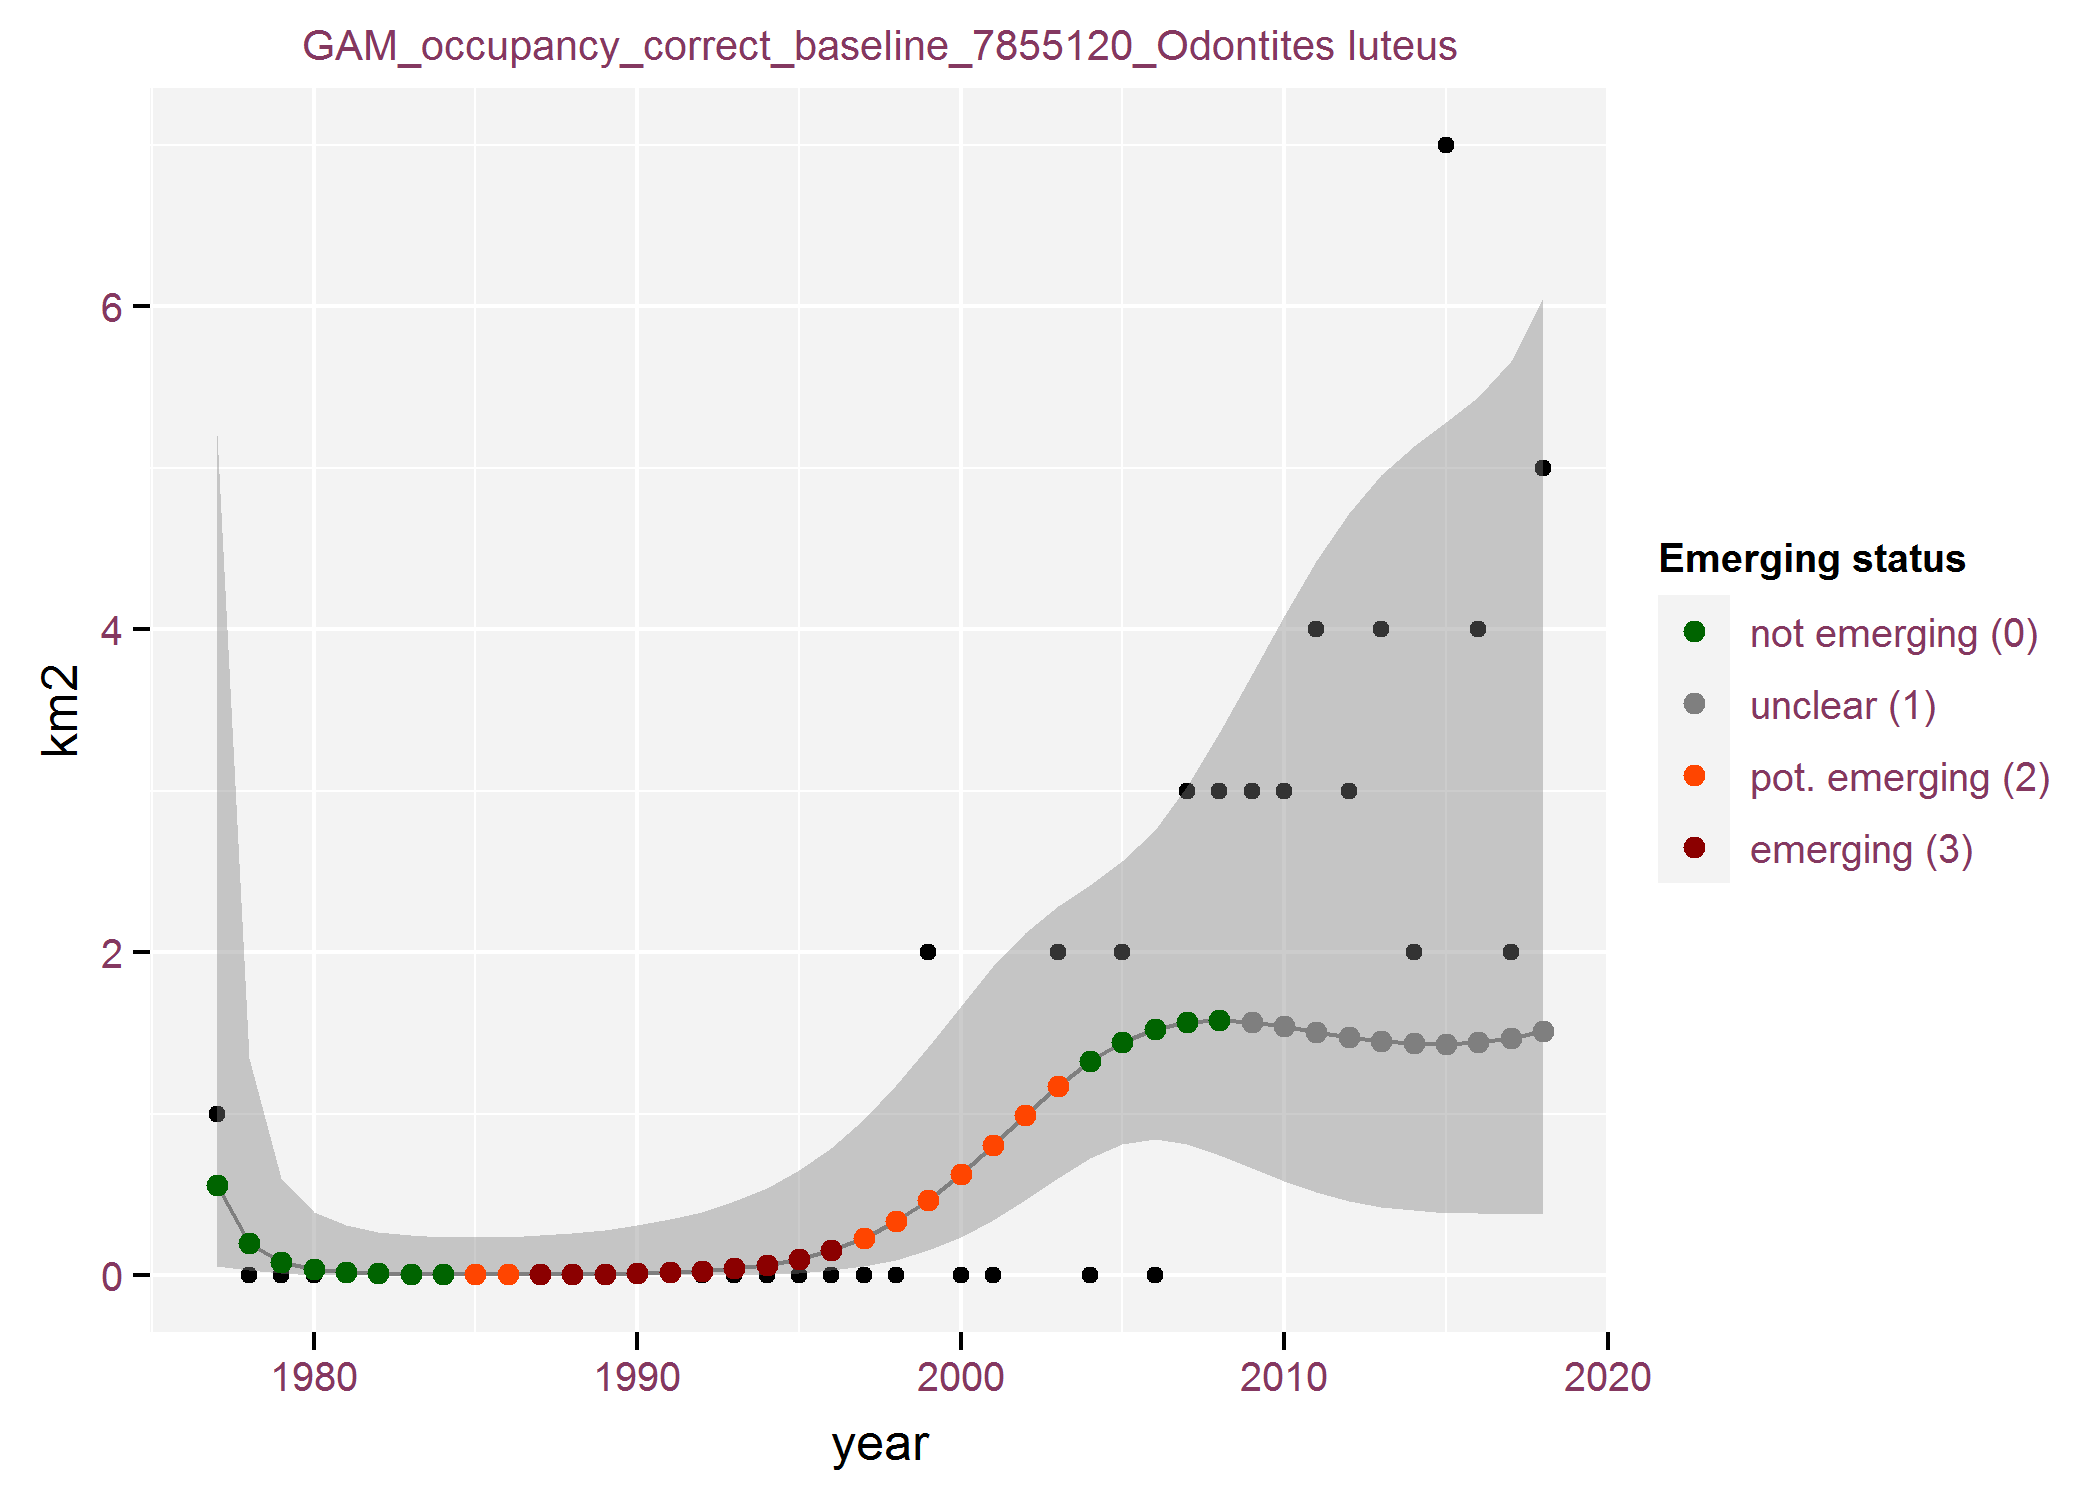 GAM_occupancy_correct_baseline_7855120_Odontites luteus
6
4
2
0
km2
1980
1990
2000
2010
2020
year
Emerging status
not emerging (0)
unclear (1)
pot. emerging (2)
emerging (3)